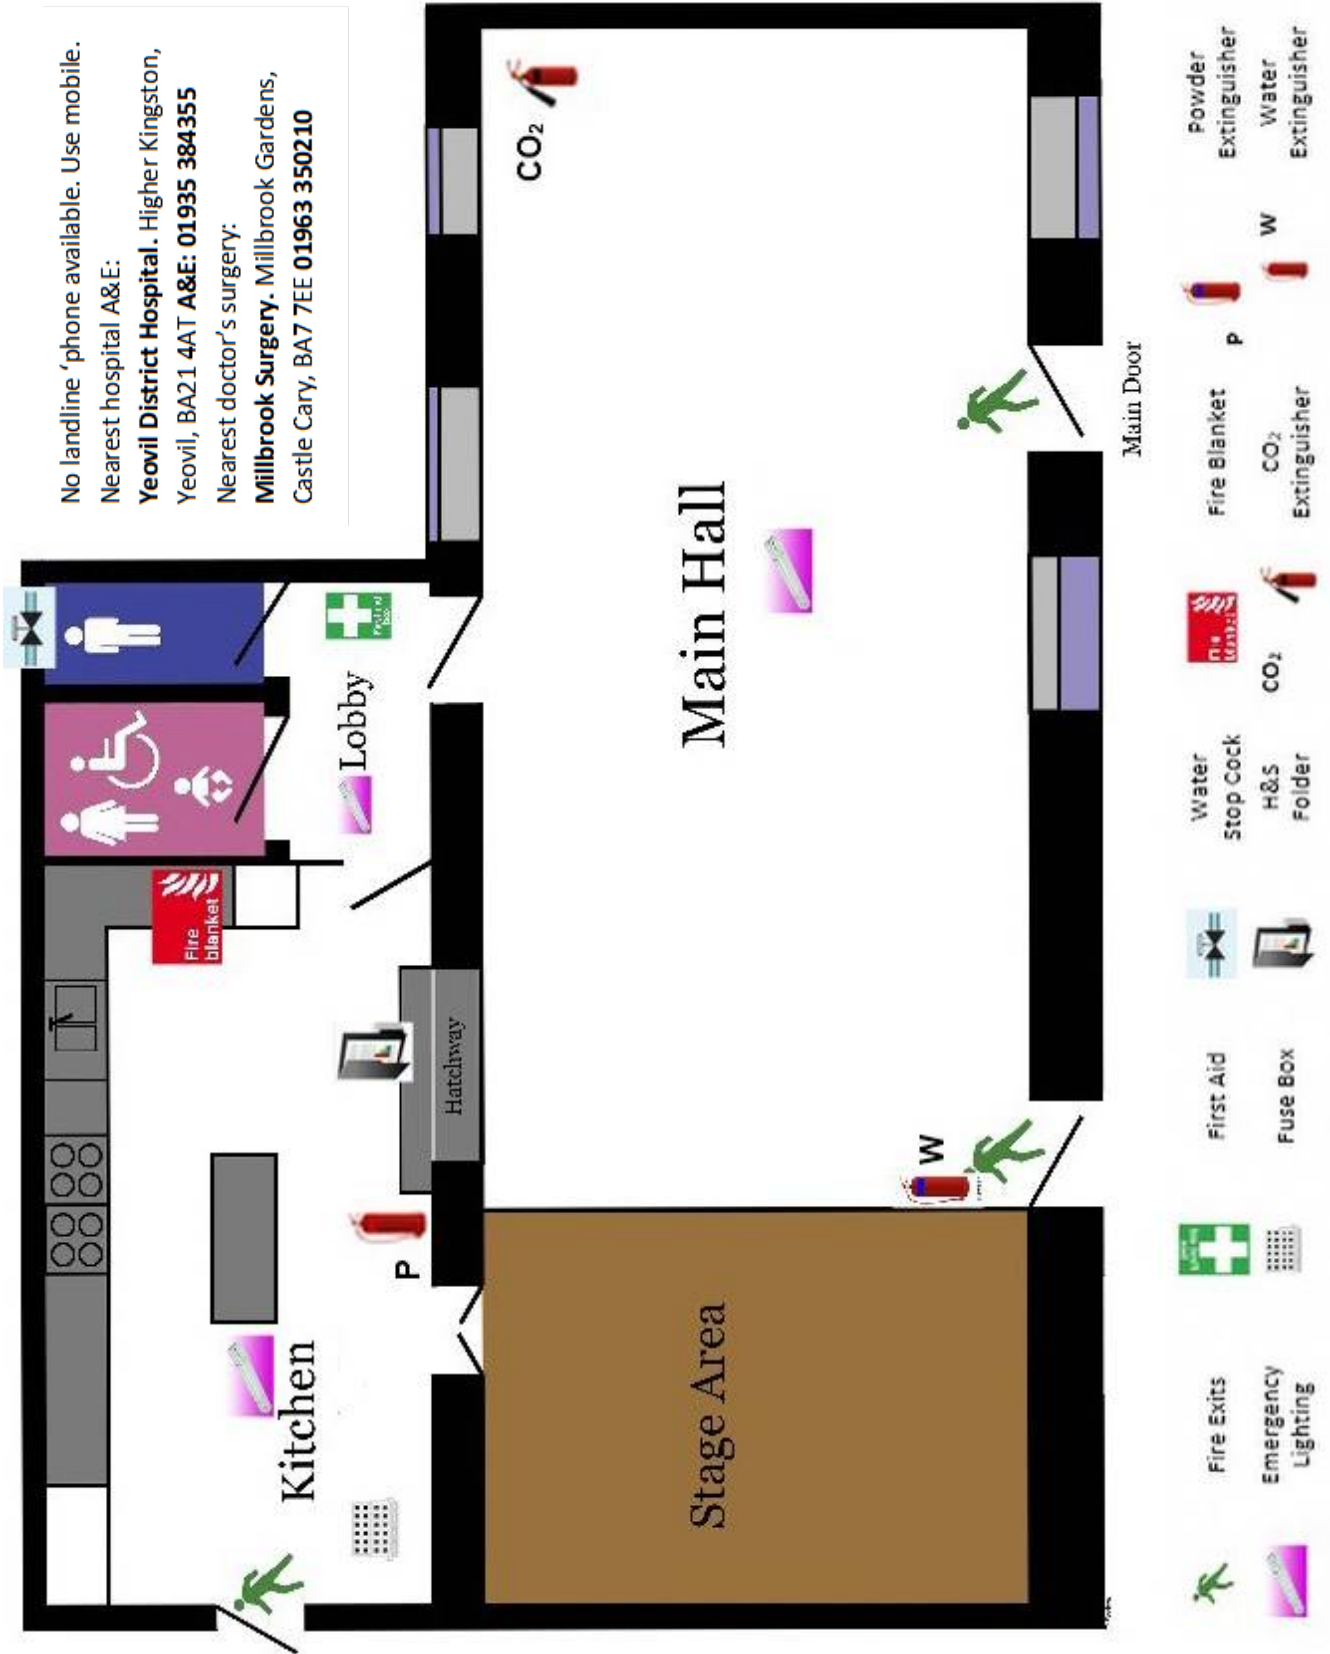 No landline ‘phone available. Use mobile.
Nearest hospital A&E:
Yeovil District Hospital. Higher Kingston,
Yeovil, BA21 4AT A&E: 01935 384355
Nearest doctor’s surgery:
Millbrook Surgery. Millbrook Gardens,
Castle Cary, BA7 7EE 01963 350210
Fire
blanket
Lobby
First aid
box
Kitchen
P
Hatchway
CO₂
Main Hall
Stage Area
W
Main Door
Fire Exits
First Aid
Water
Stop Cock
Fire Blanket
P
Powder
Extinguisher
Emergency
Lighting
Fuse Box
H&S
Folder
CO₂
CO₂
Extinguisher
W
Water
Extinguisher